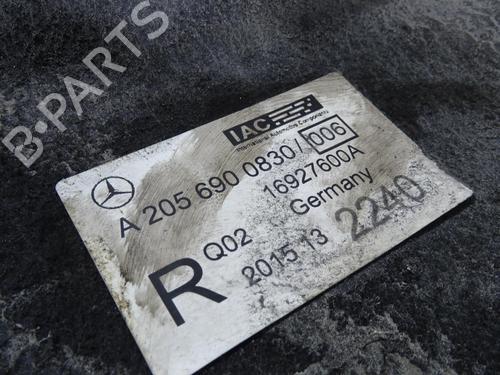 B·PARTS
IAC
International Automotive Components
A 205 690 0830/ 006
16927600A
Germany
R Q02
2015 13 2240